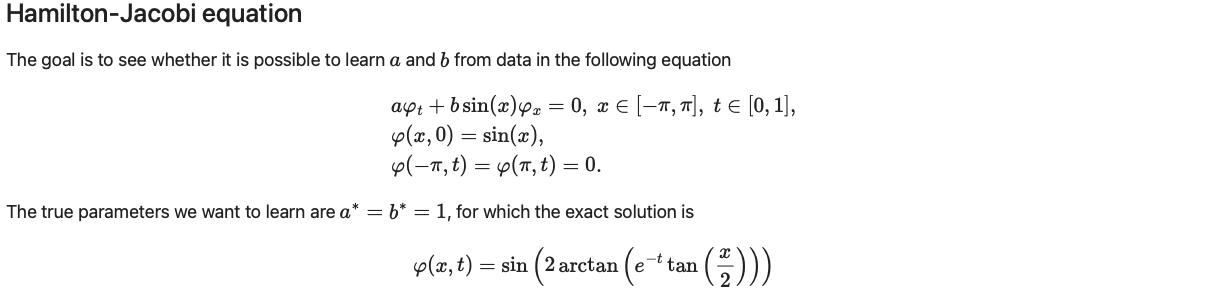 Hamilton-Jacobi equation
The goal is to see whether it is possible to learn a and b from data in the following equation
aφₜ + b sin(x)φₓ = 0, x ∈ [−π, π], t ∈ [0, 1],
φ(x, 0) = sin(x),
φ(−π, t) = φ(π, t) = 0.
The true parameters we want to learn are a* = b* = 1, for which the exact solution is
φ(x, t) = sin (2 arctan (e⁻ᵗ tan (x/2)))